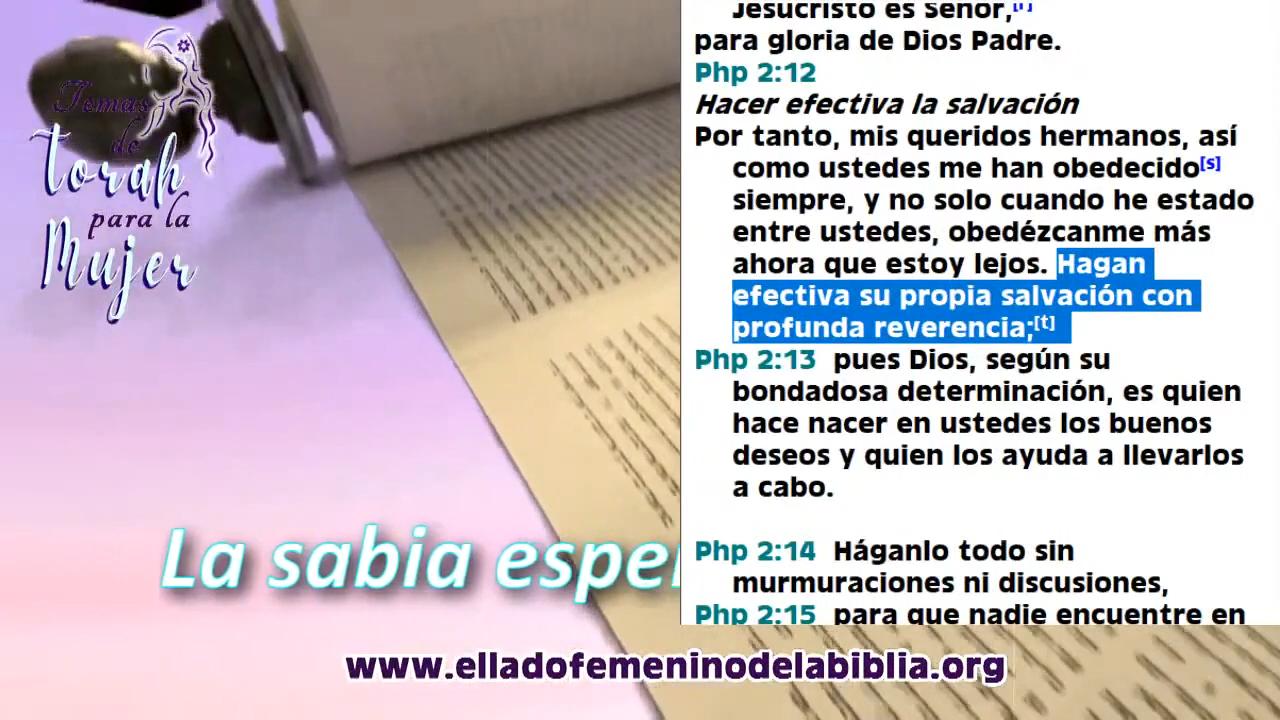 Temas
de
Torah
para la
Mujer
La sabia
www.elladofemeninodelabiblia.org
Jesucristo es Señor,[r]
para gloria de Dios Padre.
Php 2:12
Hacer efectiva la salvación
Por tanto, mis queridos hermanos, así
como ustedes me han obedecido[s]
siempre, y no solo cuando he estado
entre ustedes, obedézcanme más
ahora que estoy lejos. Hagan
efectiva su propia salvación con
profunda reverencia;[t]
Php 2:13 pues Dios, según su
bondadosa determinación, es quien
hace nacer en ustedes los buenos
deseos y quien los ayuda a llevarlos
a cabo.
Php 2:14 Háganlo todo sin
murmuraciones ni discusiones,
Php 2:15 para que nadie encuentre en